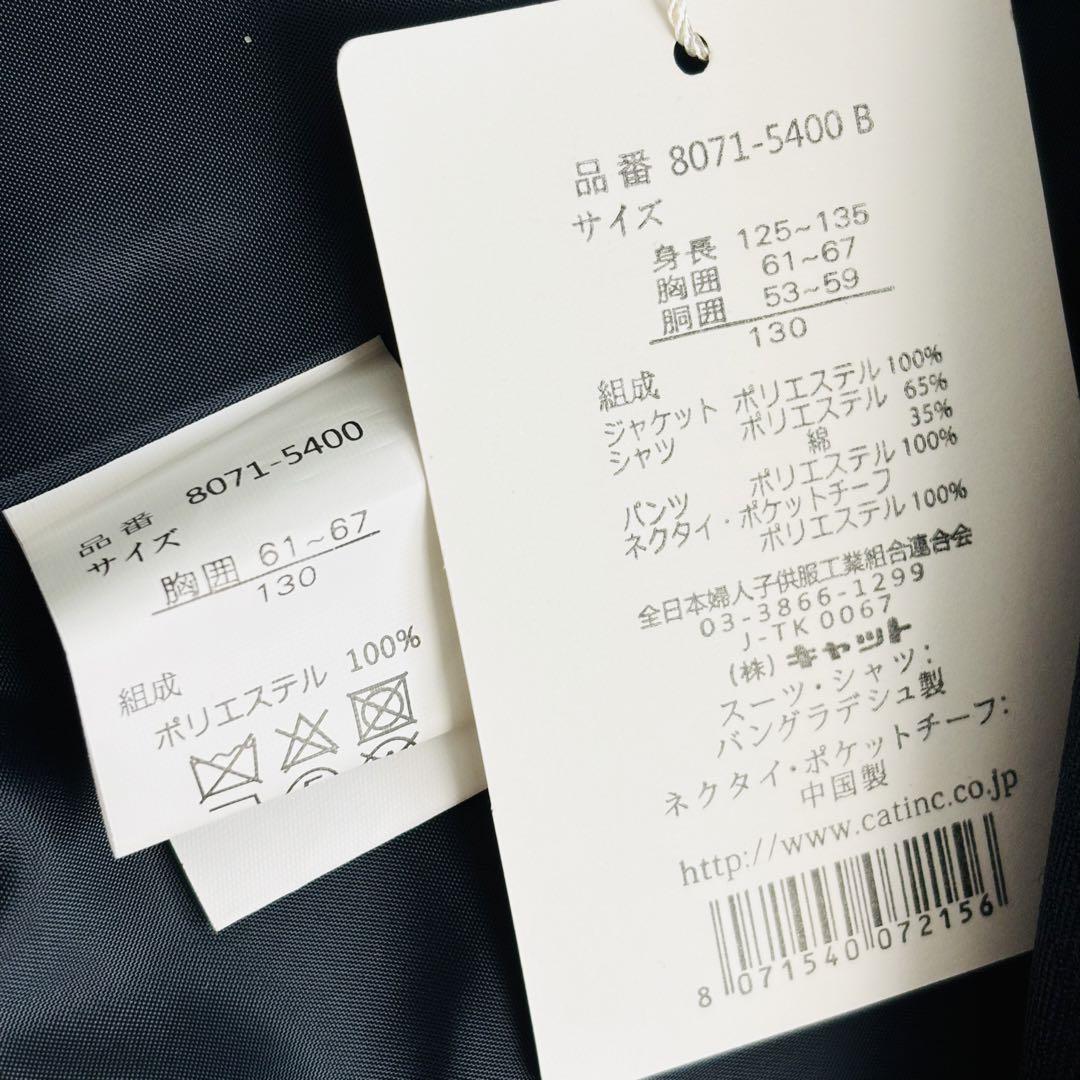 品番 8071-5400 B
サイズ
身長 125~135
胸囲 61~67
胴囲 53~59
130
組成
ジャケット ポリエステル 100%
シャツ ポリエステル 65%
綿 35%
パンツ ポリエステル 100%
ネクタイ・ポケットチーフ
ポリエステル 100%
全日本婦人子供服工業組合連合会
03-3866-1299
J-TK 0067
(株) キャット
スーツ・シャツ:
バングラデシュ製
ネクタイ・ポケットチーフ:
中国製
http://www.catinc.co.jp
8 071540 072156
品番 8071-5400
サイズ
胸囲 61~67
130
組成
ポリエステル 100%